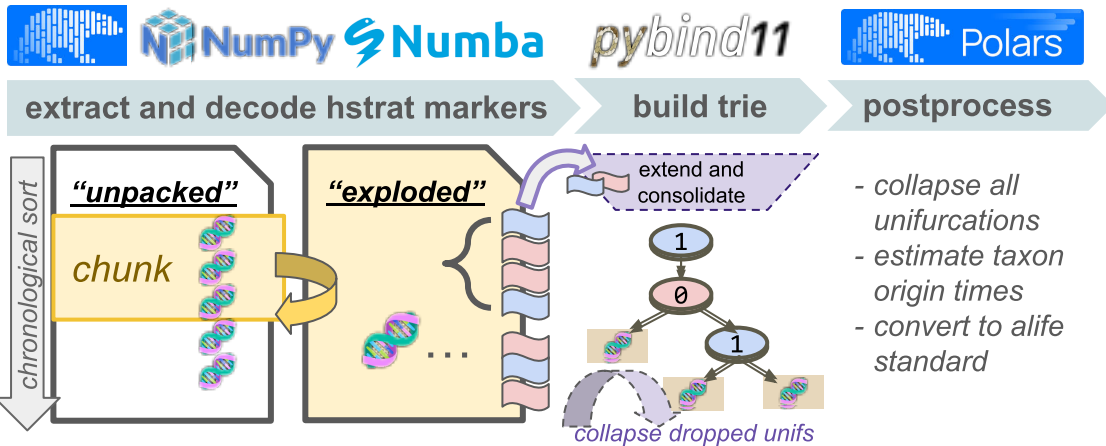 NumPy Numba pybind11 Polars
extract and decode hstrat markers build trie postprocess
chronological sort
"unpacked"
chunk
"exploded"
...
extend and
consolidate
1
0
1
collapse dropped unifs
- collapse all
unifurcations
- estimate taxon
origin times
- convert to alife
standard